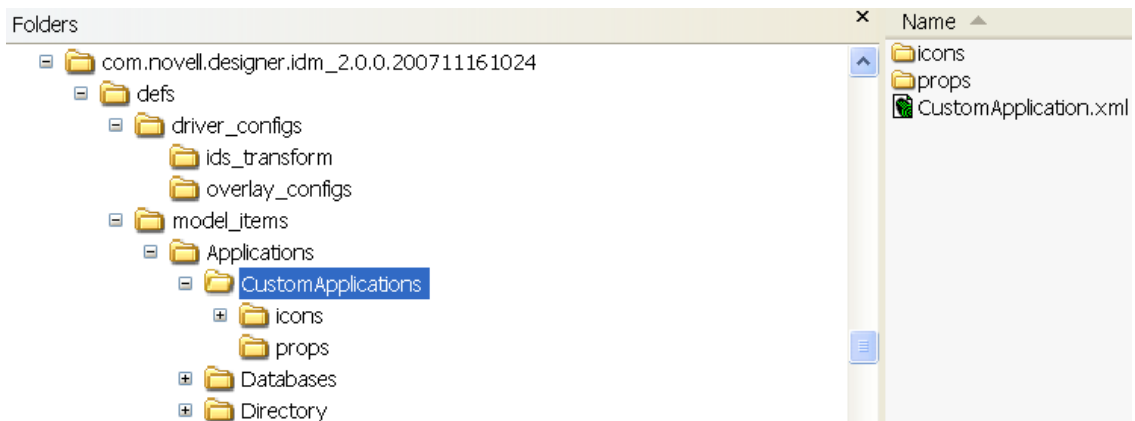 Folders
com.novell.designer.idm_2.0.0.200711161024
defs
driver_configs
ids_transform
overlay_configs
model_items
Applications
CustomApplications
icons
props
Databases
Directory
Name
icons
props
CustomApplication.xml